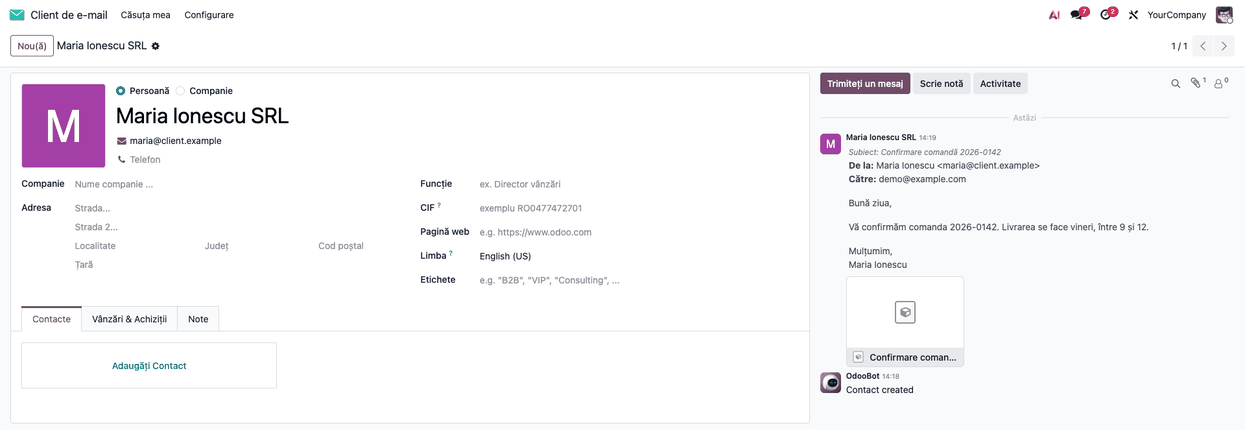 Client de e-mail Căsuța mea Configurare
AI 7 2 YourCompany
Nou(ă) Maria Ionescu SRL
1 / 1
M
Persoană Companie
Maria Ionescu SRL
maria@client.example
Telefon
Companie Nume companie ...
Adresa Strada...
Strada 2...
Localitate Județ Cod poștal
Țară
Funcție ex. Director vânzări
CIF ? exemplu RO0477472701
Pagină web e.g. https://www.odoo.com
Limba ? English (US)
Etichete e.g. "B2B", "VIP", "Consulting", ...
Contacte Vânzări & Achiziții Note
Adaugăți Contact
Trimiteți un mesaj Scrie notă Activitate 1 0
Astăzi
M Maria Ionescu SRL 14:19
Subiect: Confirmare comandă 2026-0142
De la: Maria Ionescu <maria@client.example>
Către: demo@example.com
Bună ziua,
Vă confirmăm comanda 2026-0142. Livrarea se face vineri, între 9 și 12.
Mulțumim,
Maria Ionescu
Confirmare coman...
OdooBot 14:18
Contact created